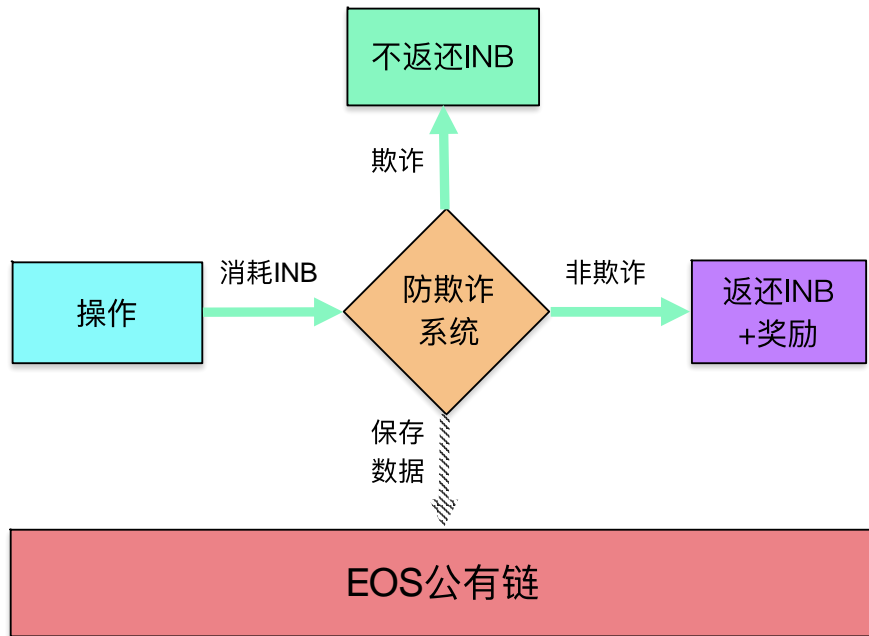 不返还INB
欺诈
操作
消耗INB
防欺诈
系统
非欺诈
返还INB
+奖励
保存
数据
EOS公有链